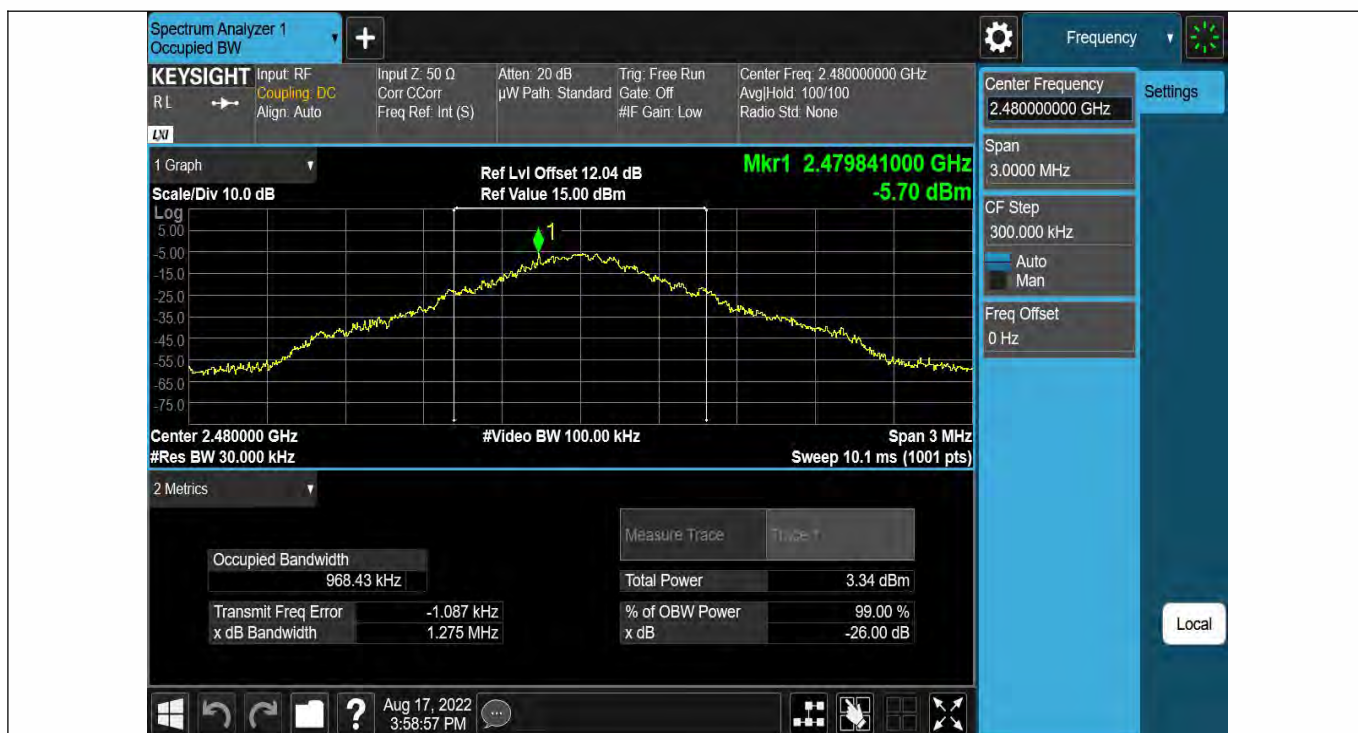 Spectrum Analyzer 1
Occupied BW
Frequency
KEYSIGHT
RL
LXI
Input: RF
Coupling: DC
Align: Auto
Input Z: 50 Ω
Corr CCorr
Freq Ref: Int (S)
Atten: 20 dB
µW Path: Standard
Trig: Free Run
Gate: Off
#IF Gain: Low
Center Freq: 2.480000000 GHz
Avg|Hold: 100/100
Radio Std: None
Center Frequency
2.480000000 GHz
Settings
Span
3.0000 MHz
CF Step
300.000 kHz
Auto
Man
Freq Offset
0 Hz
1 Graph
Scale/Div 10.0 dB
Ref Lvl Offset 12.04 dB
Ref Value 15.00 dBm
Mkr1 2.479841000 GHz
-5.70 dBm
Log
5.00
-5.00
-15.0
-25.0
-35.0
-45.0
-55.0
-65.0
-75.0
1
Center 2.480000 GHz
#Video BW 100.00 kHz
Span 3 MHz
#Res BW 30.000 kHz
Sweep 10.1 ms (1001 pts)
2 Metrics
Measure Trace
Trace 1
Occupied Bandwidth
968.43 kHz
Total Power 3.34 dBm
Transmit Freq Error -1.087 kHz
% of OBW Power 99.00 %
x dB Bandwidth 1.275 MHz
x dB -26.00 dB
Local
?
Aug 17, 2022
3:58:57 PM